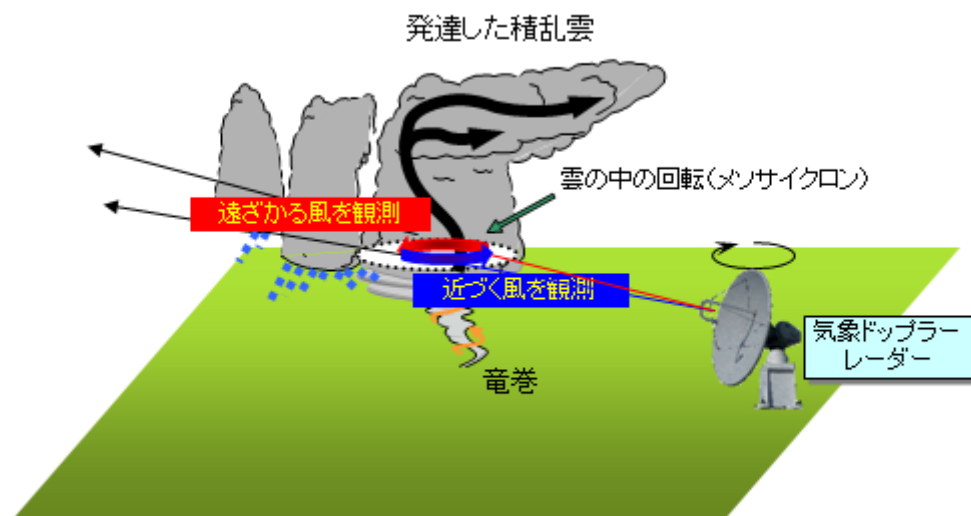 発達した積乱雲
雲の中の回転(メソサイクロン)
遠ざかる風を観測
近づく風を観測
気象ドップラー
レーダー
竜巻